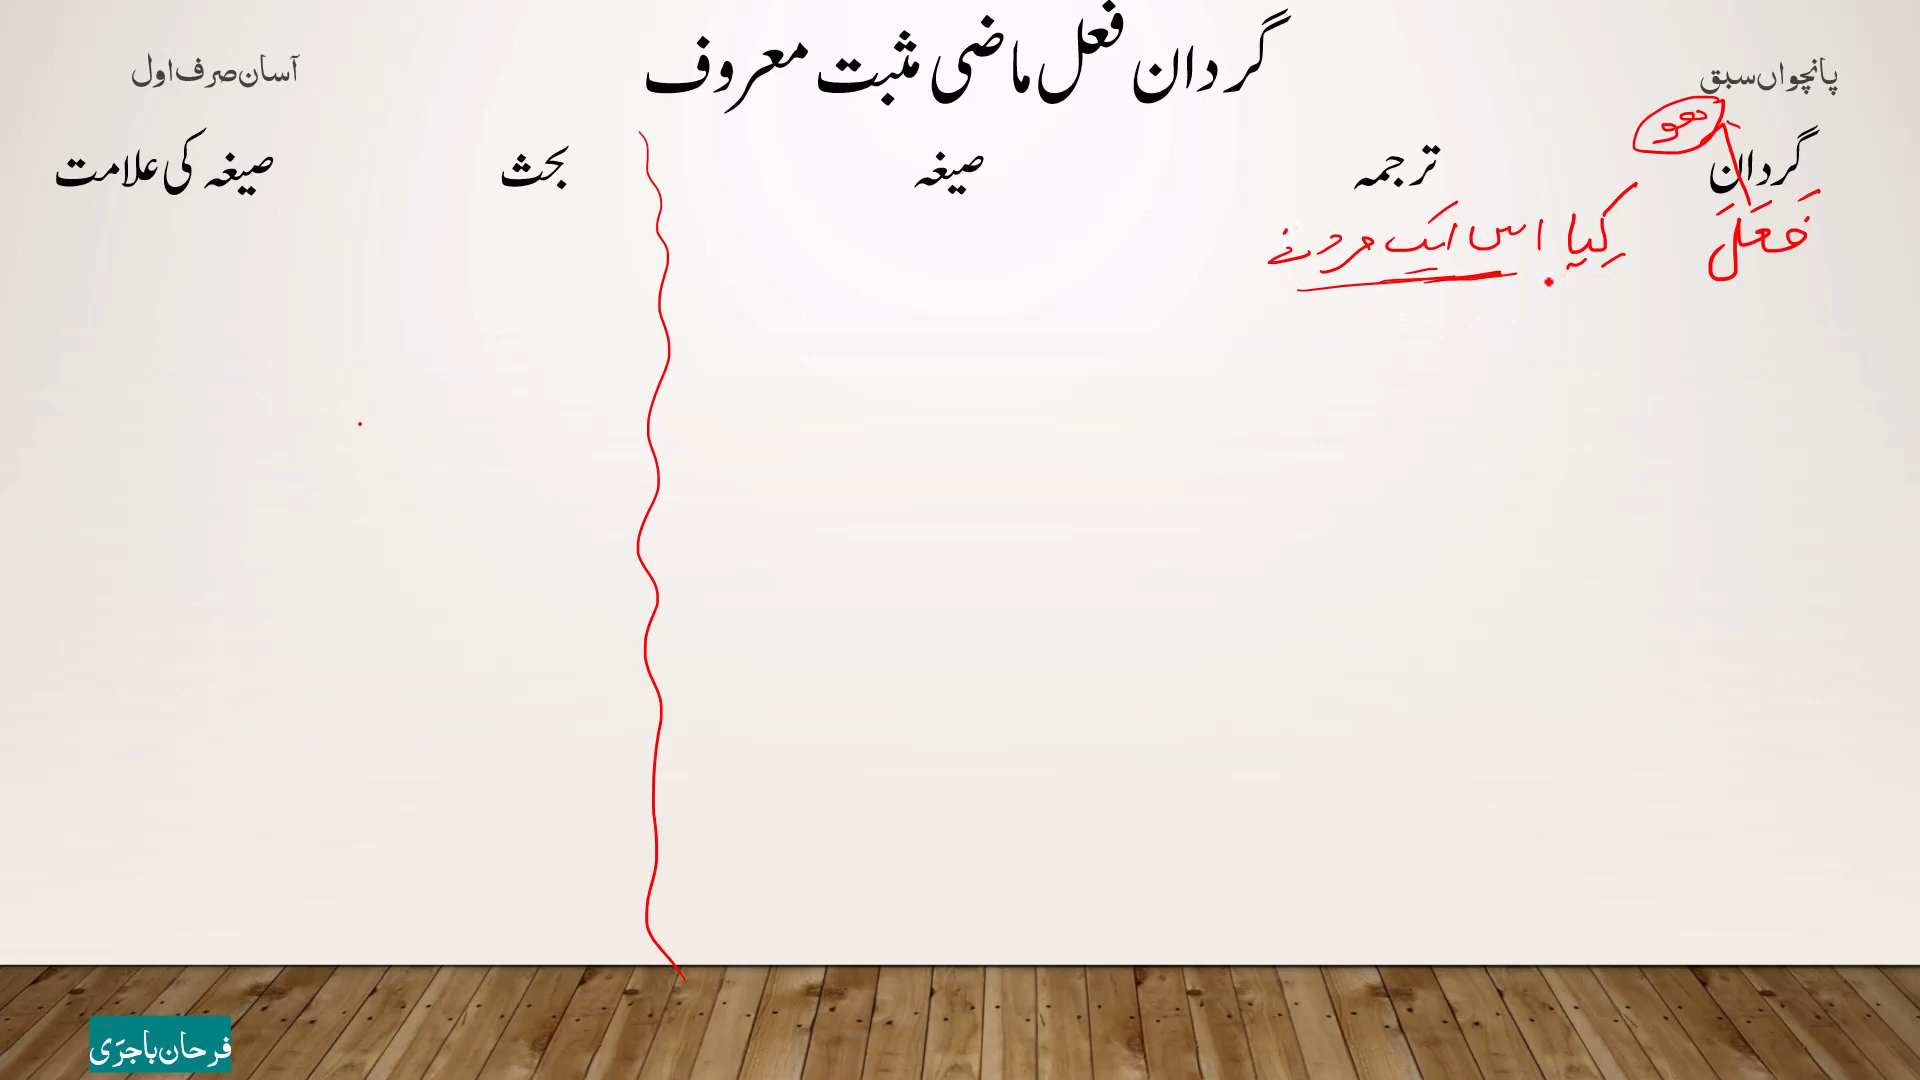 پانچواں سبق
گردان فعل ماضی مثبت معروف
آسان صرف اول
ھو
گردان ترجمہ صیغہ بحث صیغہ کی علامت
فَعَلَ کِیا اس ایک مرد نے
فرحان باجرَی